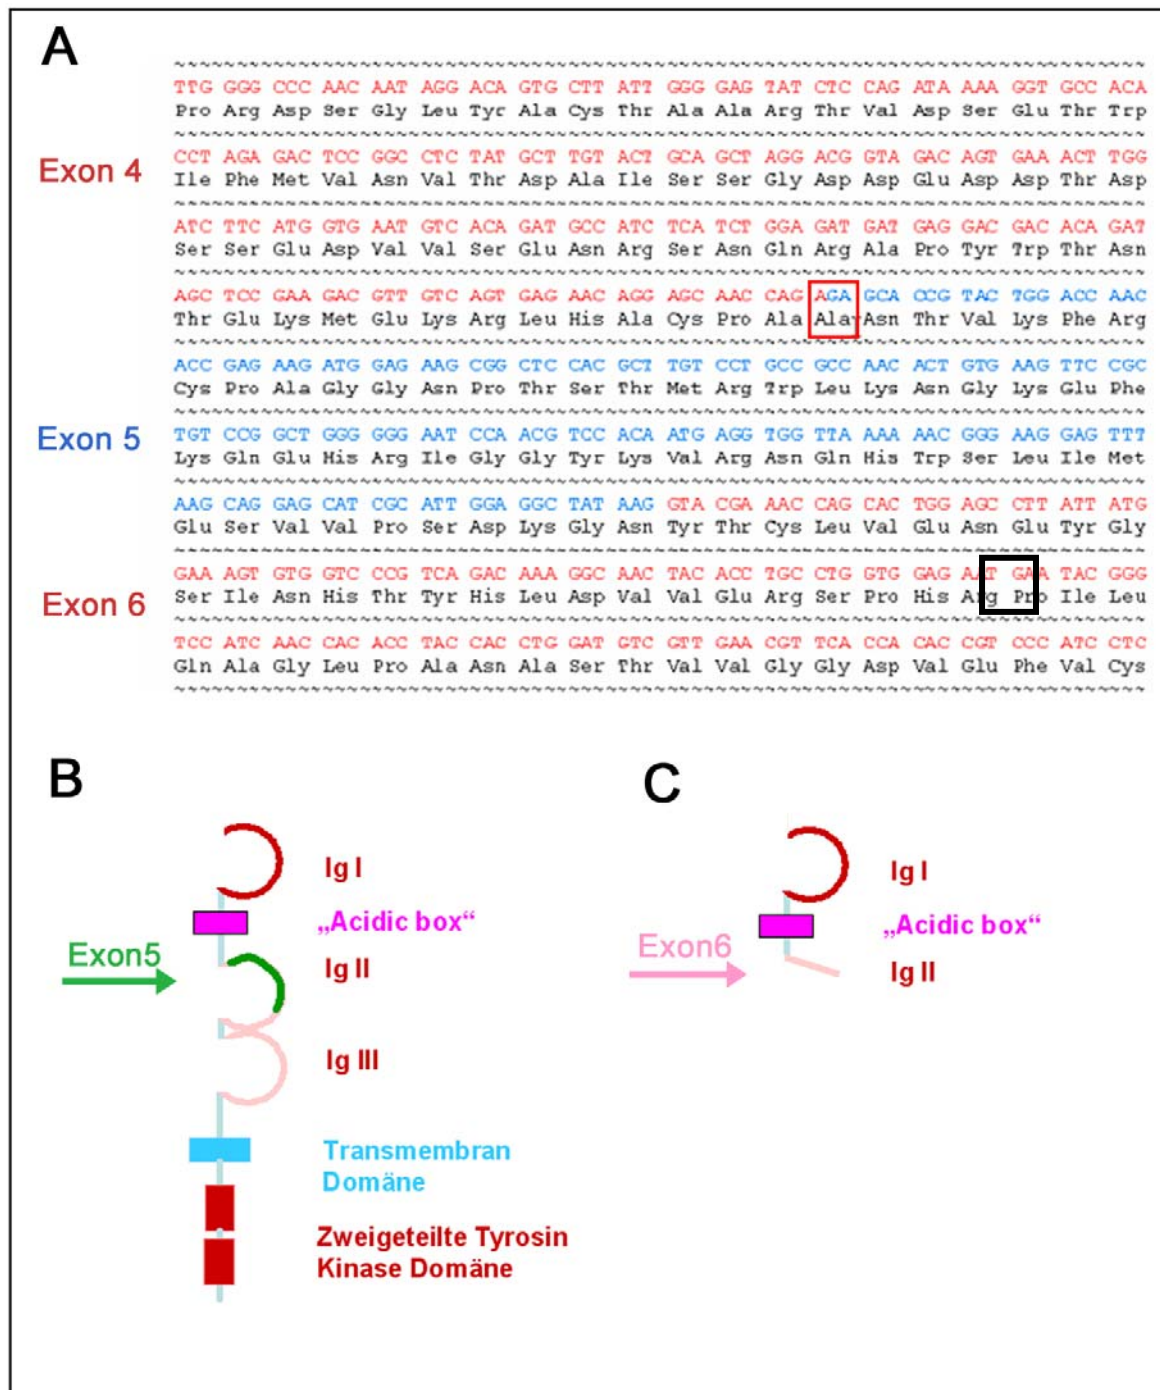 A
TTG GGG CCC AAC AAT AGG ACA GTG CTT ATT GGG GAG TAT CTC CAG ATA AAA GGT GCC ACA
Pro Arg Asp Ser Gly Leu Tyr Ala Cys Thr Ala Ala Arg Thr Val Asp Ser Glu Thr Trp
Exon 4
CCT AGA GAC TCC GGC CTC TAT GCT TGT ACT GCA GCT AGG ACG GTA GAC AGT GAA ACT TGG
Ile Phe Met Val Asn Val Thr Asp Ala Ile Ser Ser Gly Asp Asp Glu Asp Asp Thr Asp
ATC TTC ATG GTG AAT GTC ACA GAT GCC ATC TCA TCT GGA GAT GAT GAG GAC GAC ACA GAT
Ser Ser Glu Asp Val Val Ser Glu Asn Arg Ser Asn Gln Arg Ala Pro Tyr Trp Thr Asn
AGC TCC GAA GAC GTT GTC AGT GAG AAC AGG AGC AAC CAG AGA GCA CCG TAC TGG ACC AAC
Thr Glu Lys Met Glu Lys Arg Leu His Ala Cys Pro Ala Ala Asn Thr Val Lys Phe Arg
ACC GAG AAG ATG GAG AAG CGG CTC CAC GCT TGT CCT GCC GCC AAC ACT GTG AAG TTC CGC
Cys Pro Ala Gly Gly Asn Pro Thr Ser Thr Met Arg Trp Leu Lys Asn Gly Lys Glu Phe
Exon 5
TGT CCG GCT GGG GGG AAT CCA ACG TCC ACA ATG AGG TGG TTA AAA AAC GGG AAG GAG TTT
Lys Gln Glu His Arg Ile Gly Gly Tyr Lys Val Arg Asn Gln His Trp Ser Leu Ile Met
AAG CAG GAG CAT CGC ATT GGA GGC TAT AAG GTA CGA AAC CAG CAC TGG AGC CTT ATT ATG
Glu Ser Val Val Pro Ser Asp Lys Gly Asn Tyr Thr Cys Leu Val Glu Asn Glu Tyr Gly
GAA AGT GTG GTC CCG TCA GAC AAA GGC AAC TAC ACC TGC CTG GTG GAG AAT GAA TAC GGG
Exon 6
Ser Ile Asn His Thr Tyr His Leu Asp Val Val Glu Arg Ser Pro His Arg Pro Ile Leu
TCC ATC AAC CAC ACC TAC CAC CTG GAT GTC GTT GAA CGT TCA CCA CAC CGT CCC ATC CTC
Gln Ala Gly Leu Pro Ala Asn Ala Ser Thr Val Val Gly Gly Asp Val Glu Phe Val Cys
B
Ig I
„Acidic box“
Exon5
Ig II
Ig III
Transmembran
Domäne
Zweigeteilte Tyrosin
Kinase Domäne
C
Ig I
„Acidic box“
Exon6
Ig II